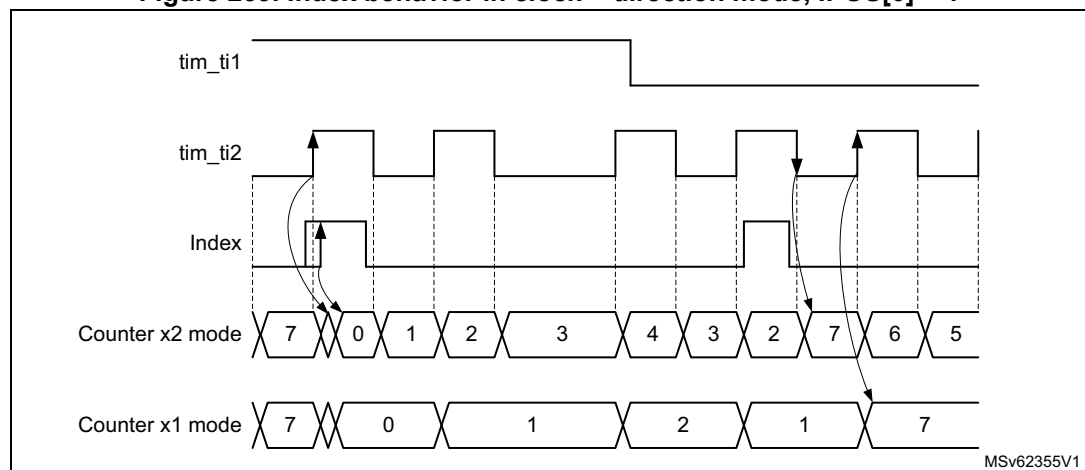 Figure Index behavior in clock + direction mode, IPOS[0] = 1
tim_ti1
tim_ti2
Index
Counter x2 mode 7 0 1 2 3 4 3 2 7 6 5
Counter x1 mode 7 0 1 2 1 7
MSv62355V1